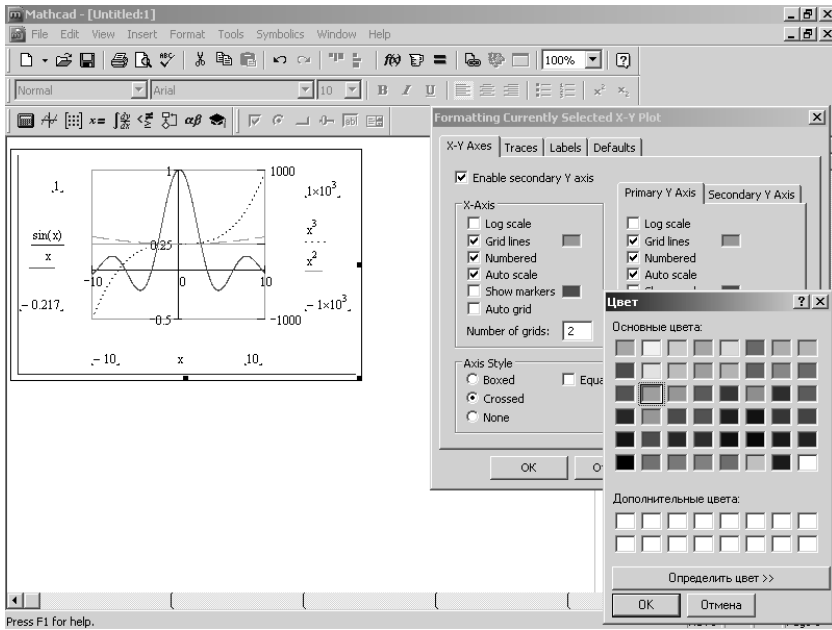 Mathcad - [Untitled:1]
File Edit View Insert Format Tools Symbolics Window Help
100%
Normal Arial 10 B I U
Formatting Currently Selected X-Y Plot
X-Y Axes Traces Labels Defaults
Enable secondary Y axis
X-Axis
Log scale
Grid lines
Numbered
Auto scale
Show markers
Auto grid
Number of grids: 2
Primary Y Axis Secondary Y Axis
Log scale
Grid lines
Numbered
Auto scale
Axis Style
Boxed
Crossed
None
Equa
OK
1
sin(x)
x
-0.217
-10 x 10
1
0.25
-0.5
-10 0 10
1000
-1000
1×10³
x³
x²
-1×10³
Цвет
Основные цвета:
Дополнительные цвета:
Определить цвет >>
OK Отмена
Press F1 for help.